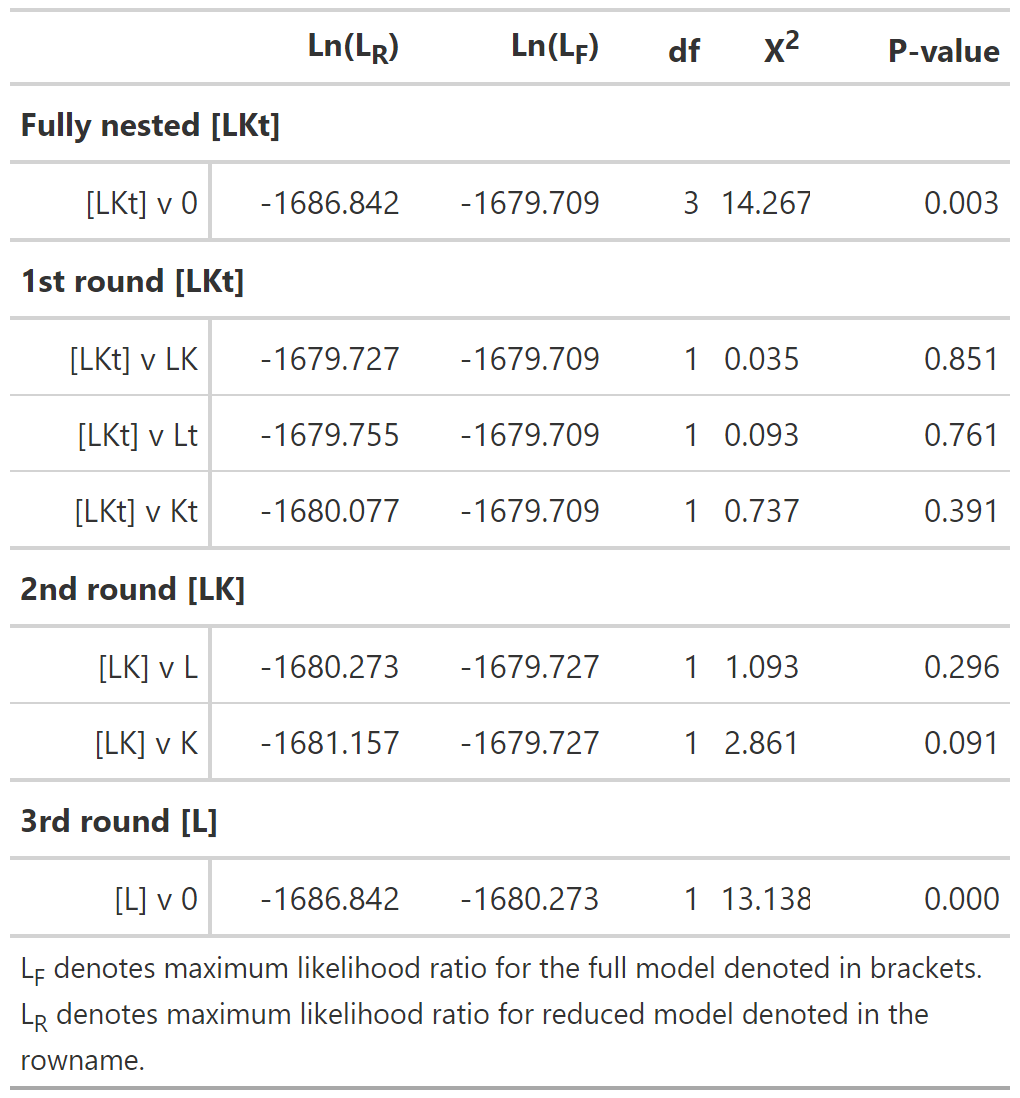 Ln(L_R) Ln(L_F) df X² P-value
Fully nested [LKt]
[LKt] v 0 -1686.842 -1679.709 3 14.267 0.003
1st round [LKt]
[LKt] v LK -1679.727 -1679.709 1 0.035 0.851
[LKt] v Lt -1679.755 -1679.709 1 0.093 0.761
[LKt] v Kt -1680.077 -1679.709 1 0.737 0.391
2nd round [LK]
[LK] v L -1680.273 -1679.727 1 1.093 0.296
[LK] v K -1681.157 -1679.727 1 2.861 0.091
3rd round [L]
[L] v 0 -1686.842 -1680.273 1 13.138 0.000
L_F denotes maximum likelihood ratio for the full model denoted in brackets.
L_R denotes maximum likelihood ratio for reduced model denoted in the
rowname.